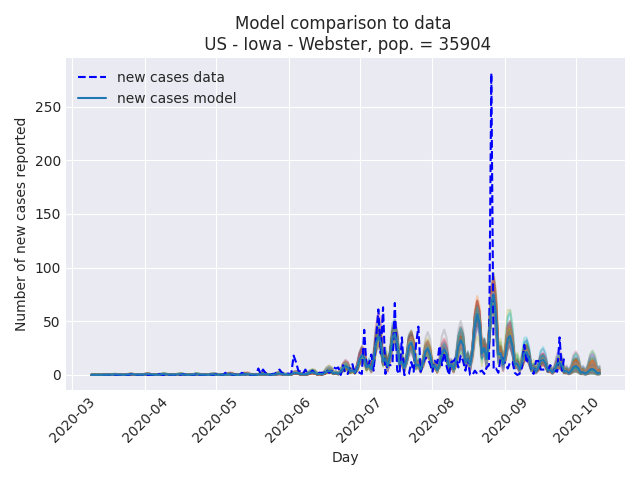 Model comparison to data
US - Iowa - Webster, pop. = 35904
new cases data
new cases model
Number of new cases reported
250
200
150
100
50
0
2020-03
2020-04
2020-05
2020-06
2020-07
2020-08
2020-09
2020-10
Day